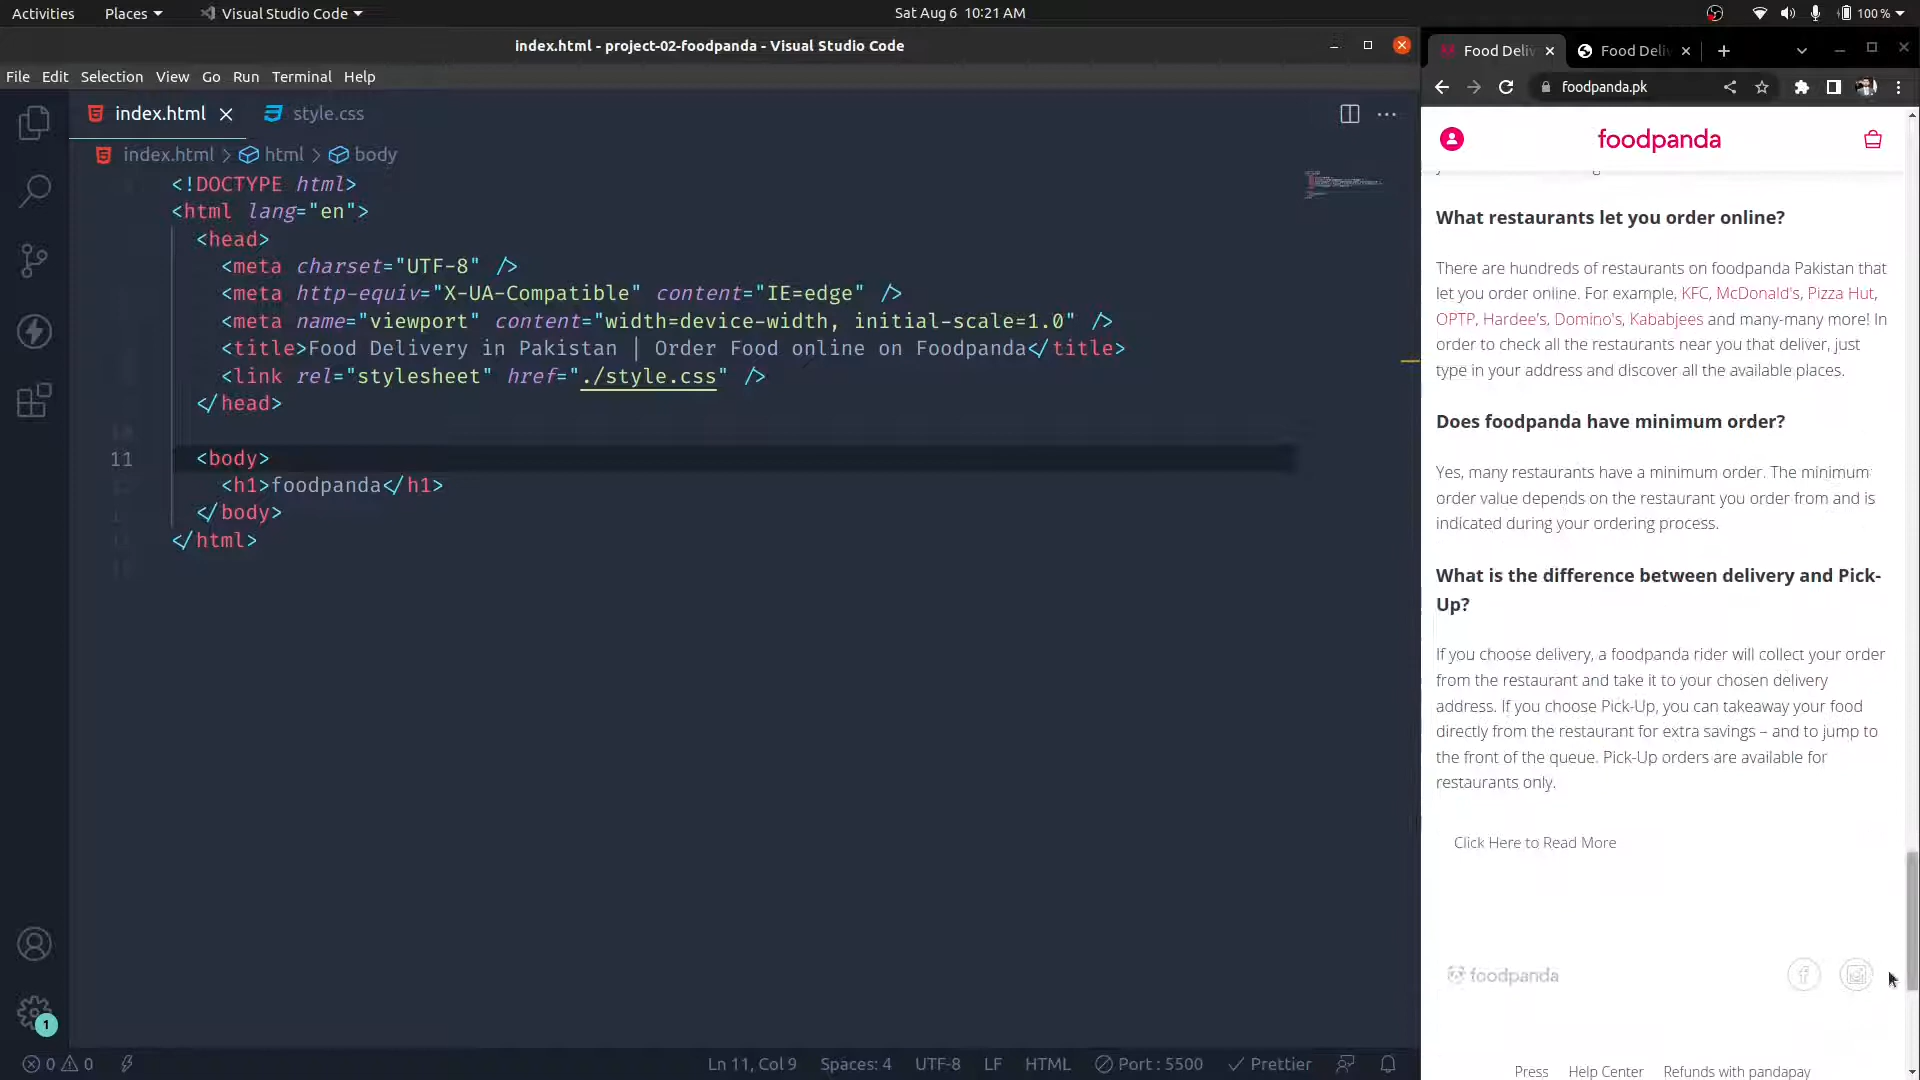 Activities Places Visual Studio Code Sat Aug 6 10:21 AM 100 %
index.html - project-02-foodpanda - Visual Studio Code
File Edit Selection View Go Run Terminal Help
index.html style.css
index.html > html > body
<!DOCTYPE html>
<html lang="en">
<head>
<meta charset="UTF-8" />
<meta http-equiv="X-UA-Compatible" content="IE=edge" />
<meta name="viewport" content="width=device-width, initial-scale=1.0" />
<title>Food Delivery in Pakistan | Order Food online on Foodpanda</title>
<link rel="stylesheet" href="./style.css" />
</head>
11 <body>
<h1>foodpanda</h1>
</body>
</html>
1
0 0 Ln 11, Col 9 Spaces: 4 UTF-8 LF HTML Port : 5500 Prettier
Food Deliv Food Deliv
foodpanda.pk
foodpanda
What restaurants let you order online?
There are hundreds of restaurants on foodpanda Pakistan that
let you order online. For example, KFC, McDonald's, Pizza Hut,
OPTP, Hardee's, Domino's, Kababjees and many-many more! In
order to check all the restaurants near you that deliver, just
type in your address and discover all the available places.
Does foodpanda have minimum order?
Yes, many restaurants have a minimum order. The minimum
order value depends on the restaurant you order from and is
indicated during your ordering process.
What is the difference between delivery and Pick-
Up?
If you choose delivery, a foodpanda rider will collect your order
from the restaurant and take it to your chosen delivery
address. If you choose Pick-Up, you can takeaway your food
directly from the restaurant for extra savings – and to jump to
the front of the queue. Pick-Up orders are available for
restaurants only.
Click Here to Read More
foodpanda
Press Help Center Refunds with pandapay